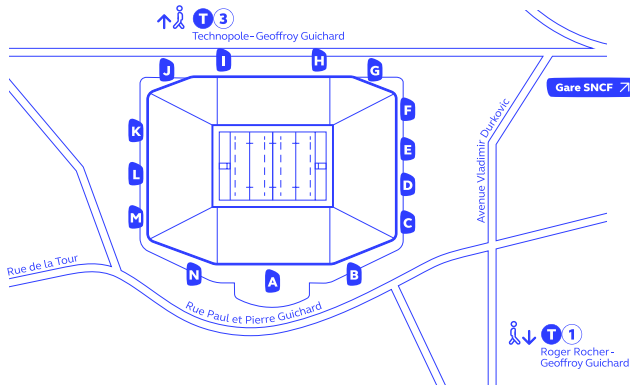 T 3
Technopole-Geoffroy Guichard
J
I
H
G
Gare SNCF
F
K
E
L
D
M
C
N
A
B
Avenue Vladimir Durkovic
Rue de la Tour
Rue Paul et Pierre Guichard
T 1
Roger Rocher-
Geoffroy Guichard